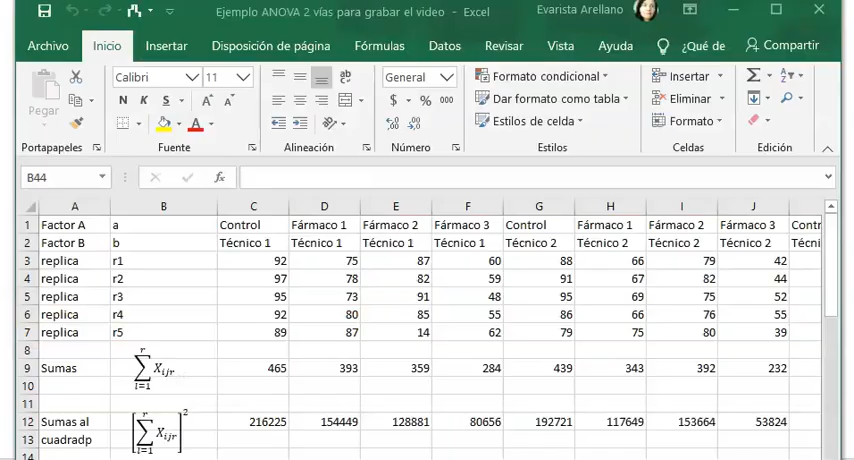 Ejemplo ANOVA 2 vías para grabar el video - Excel Evarista Arellano
Archivo Inicio Insertar Disposición de página Fórmulas Datos Revisar Vista Ayuda ¿Qué de Compartir
Calibri 11 General Formato condicional Insertar
Pegar N K S $ % 000 Dar formato como tabla Eliminar
Estilos de celda Formato
Portapapeles Fuente Número Estilos Celdas Edición
B44 fx
A B C D E F G H I J
1 Factor A a Control Fármaco 1 Fármaco 2 Fármaco 3 Control Fármaco 1 Fármaco 2 Fármaco 3 Contr
2 Factor B b Técnico 1 Técnico 1 Técnico 1 Técnico 1 Técnico 2 Técnico 2 Técnico 2 Técnico 2 Técni
3 replica r1 92 75 87 60 88 66 79 42
4 replica r2 97 78 82 59 91 67 82 44
5 replica r3 95 73 91 48 95 69 75 52
6 replica r4 92 80 85 55 86 66 76 55
7 replica r5 89 87 14 62 79 75 80 39
8
9 Sumas ∑ r l=1 Xijr 465 393 359 284 439 343 392 232
10
11
12 Sumas al [∑ r l=1 Xijr]2 216225 154449 128881 80656 192721 117649 153664 53824
13 cuadradp
14